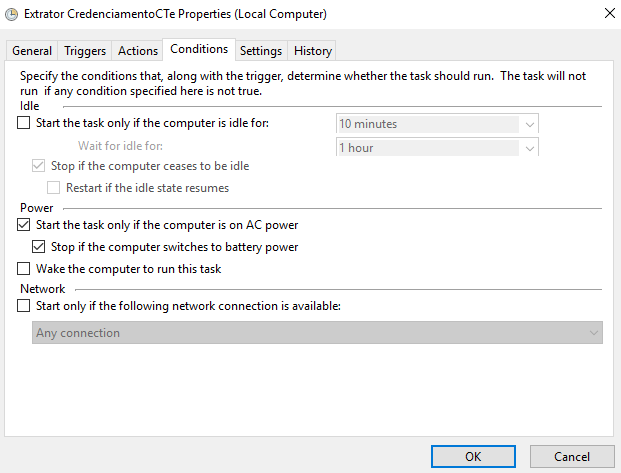 Extrator CredenciamentoCTe Properties (Local Computer)
General Triggers Actions Conditions Settings History
Specify the conditions that, along with the trigger, determine whether the task should run. The task will not
run if any condition specified here is not true.
Idle
Start the task only if the computer is idle for: 10 minutes
Wait for idle for: 1 hour
Stop if the computer ceases to be idle
Restart if the idle state resumes
Power
Start the task only if the computer is on AC power
Stop if the computer switches to battery power
Wake the computer to run this task
Network
Start only if the following network connection is available:
Any connection
OK Cancel